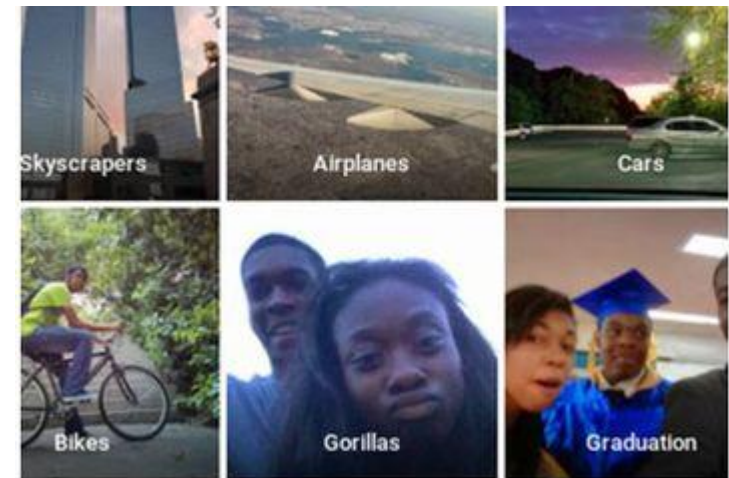 Skyscrapers
Airplanes
Cars
Bikes
Gorillas
Graduation